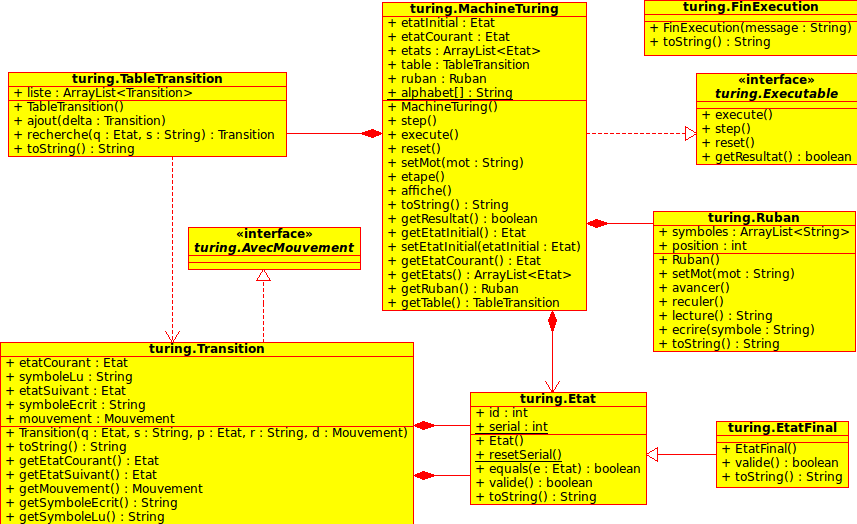 turing.MachineTuring
+ etatInitial : Etat
+ etatCourant : Etat
+ etats : ArrayList<Etat>
+ table : TableTransition
+ ruban : Ruban
+ alphabet[] : String
+ MachineTuring()
+ step()
+ execute()
+ reset()
+ setMot(mot : String)
+ etape()
+ affiche()
+ toString() : String
+ getResultat() : boolean
+ getEtatInitial() : Etat
+ setEtatInitial(etatInitial : Etat)
+ getEtatCourant() : Etat
+ getEtats() : ArrayList<Etat>
+ getRuban() : Ruban
+ getTable() : TableTransition
turing.FinExecution
+ FinExecution(message : String)
+ toString() : String
turing.TableTransition
+ liste : ArrayList<Transition>
+ TableTransition()
+ ajout(delta : Transition)
+ recherche(q : Etat, s : String) : Transition
+ toString() : String
«interface»
turing.Executable
+ execute()
+ step()
+ reset()
+ getResultat() : boolean
«interface»
turing.AvecMouvement
turing.Ruban
+ symboles : ArrayList<String>
+ position : int
+ Ruban()
+ setMot(mot : String)
+ avancer()
+ reculer()
+ lecture() : String
+ ecrire(symbole : String)
+ toString() : String
turing.Transition
+ etatCourant : Etat
+ symboleLu : String
+ etatSuivant : Etat
+ symboleEcrit : String
+ mouvement : Mouvement
+ Transition(q : Etat, s : String, p : Etat, r : String, d : Mouvement)
+ toString() : String
+ getEtatCourant() : Etat
+ getEtatSuivant() : Etat
+ getMouvement() : Mouvement
+ getSymboleEcrit() : String
+ getSymboleLu() : String
turing.Etat
+ id : int
+ serial : int
+ Etat()
+ resetSerial()
+ equals(e : Etat) : boolean
+ valide() : boolean
+ toString() : String
turing.EtatFinal
+ EtatFinal()
+ valide() : boolean
+ toString() : String